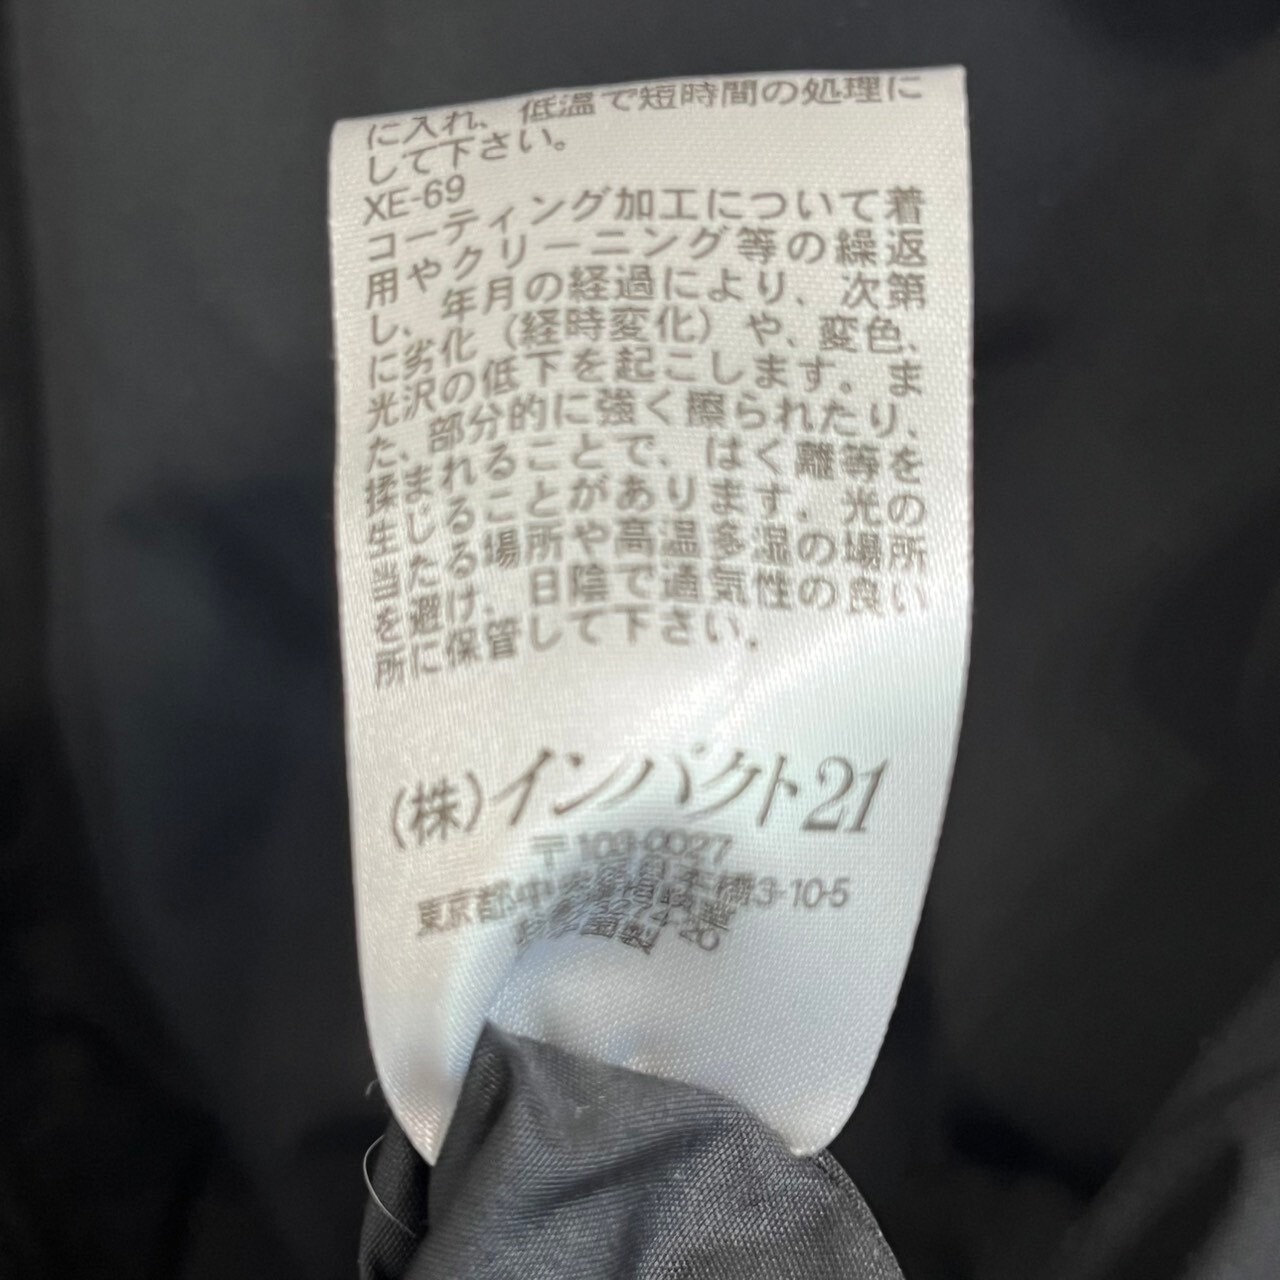 に入れ、低温で短時間の処理に
して下さい。
XE-69
コーティング加工について着
用やクリーニング等の繰返
し、年月の経過により、次第
に劣化（経時変化）や、変色、
光沢の低下を起こします。ま
た、部分的に強く擦られたり、
揉まれることで、はく離等を
生じることがあります。光の
当たる場所や高温多湿の場所
を避け、日陰で通気性の良い
所に保管して下さい。
(株)インパクト21
〒103-0027
東京都中央区日本橋3-10-5